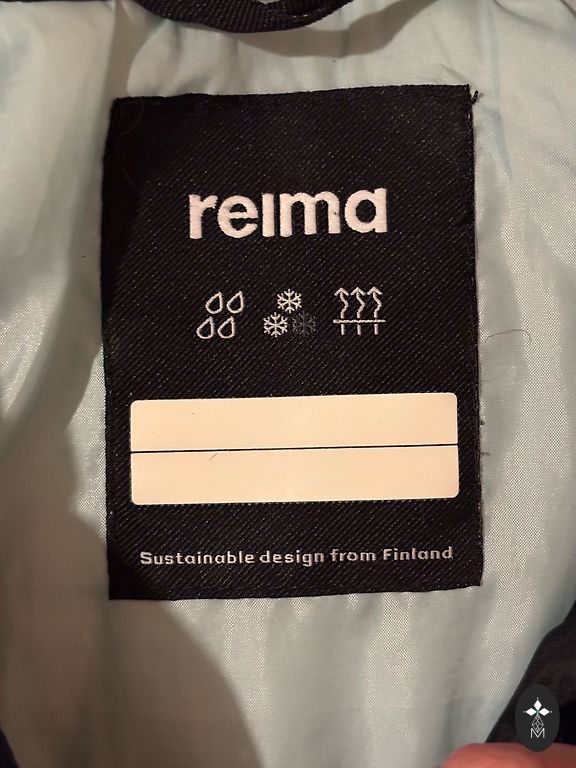 reima
Sustainable design from Finland
M